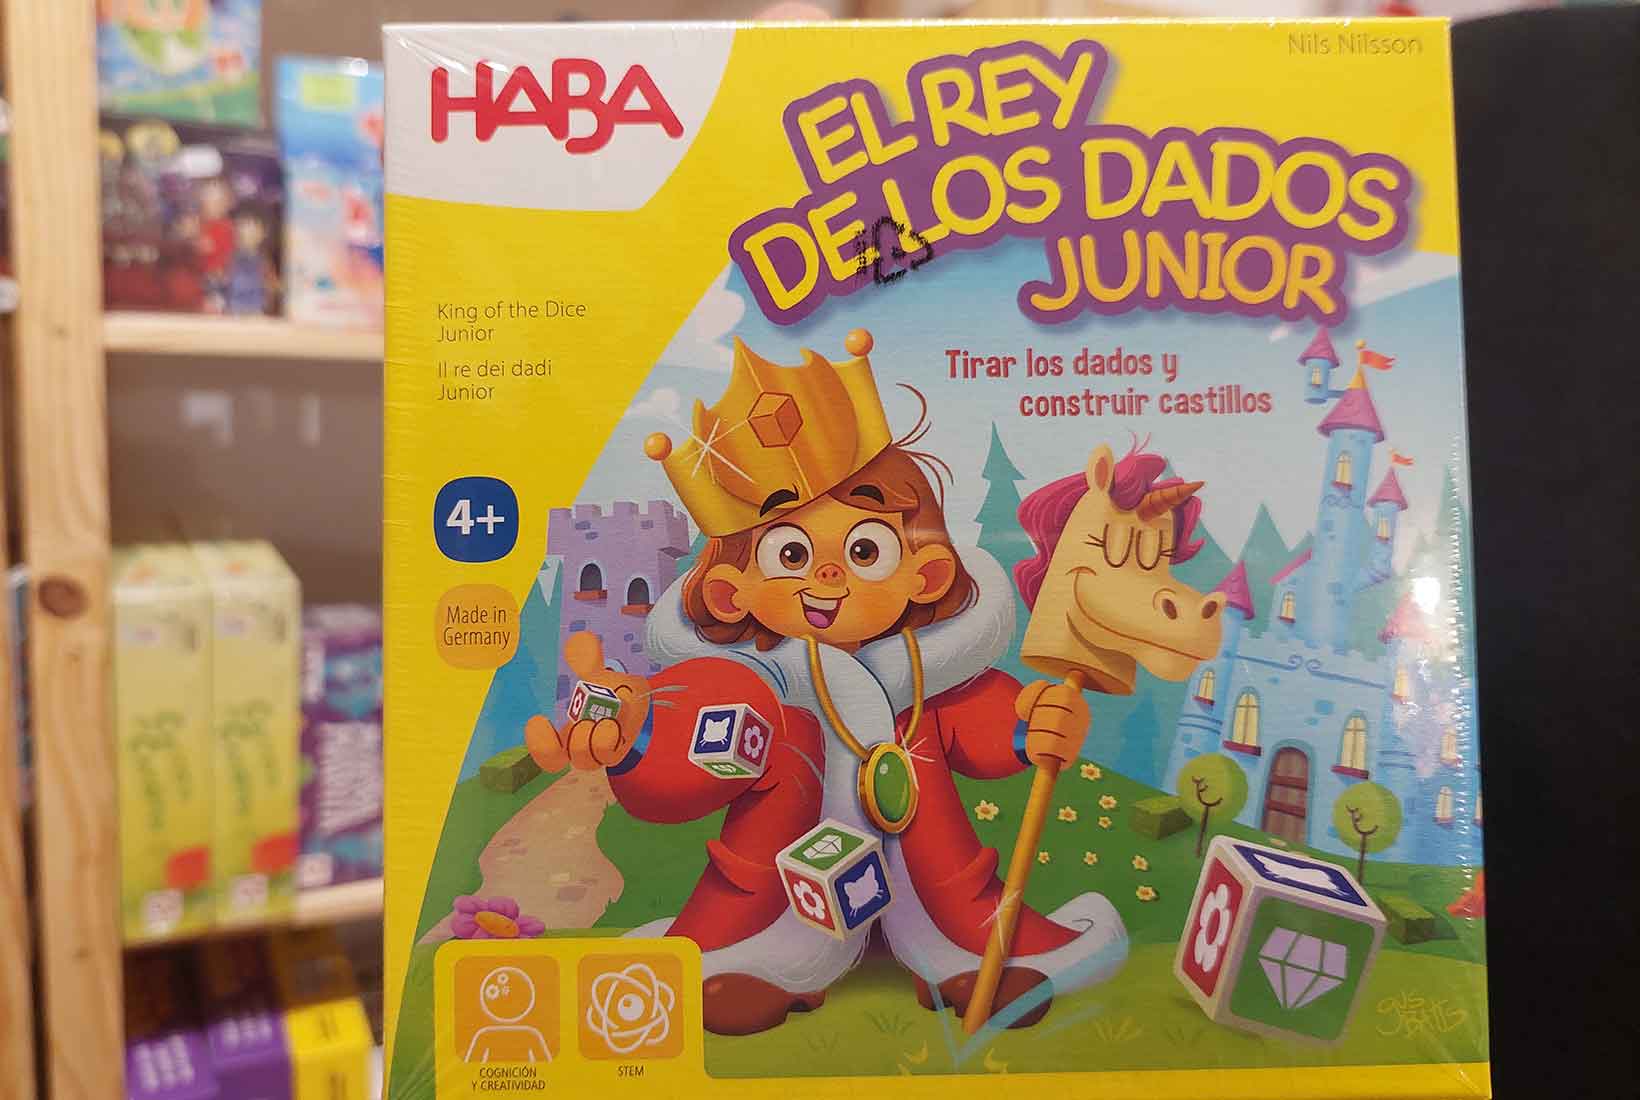 HABA
Nils Nilsson
EL REY
DE LOS DADOS
JUNIOR
King of the Dice
Junior
Il re dei dadi
Junior
Tirar los dados y
construir castillos
4+
Made in
Germany
COGNICIÓN
Y CREATIVIDAD
STEM